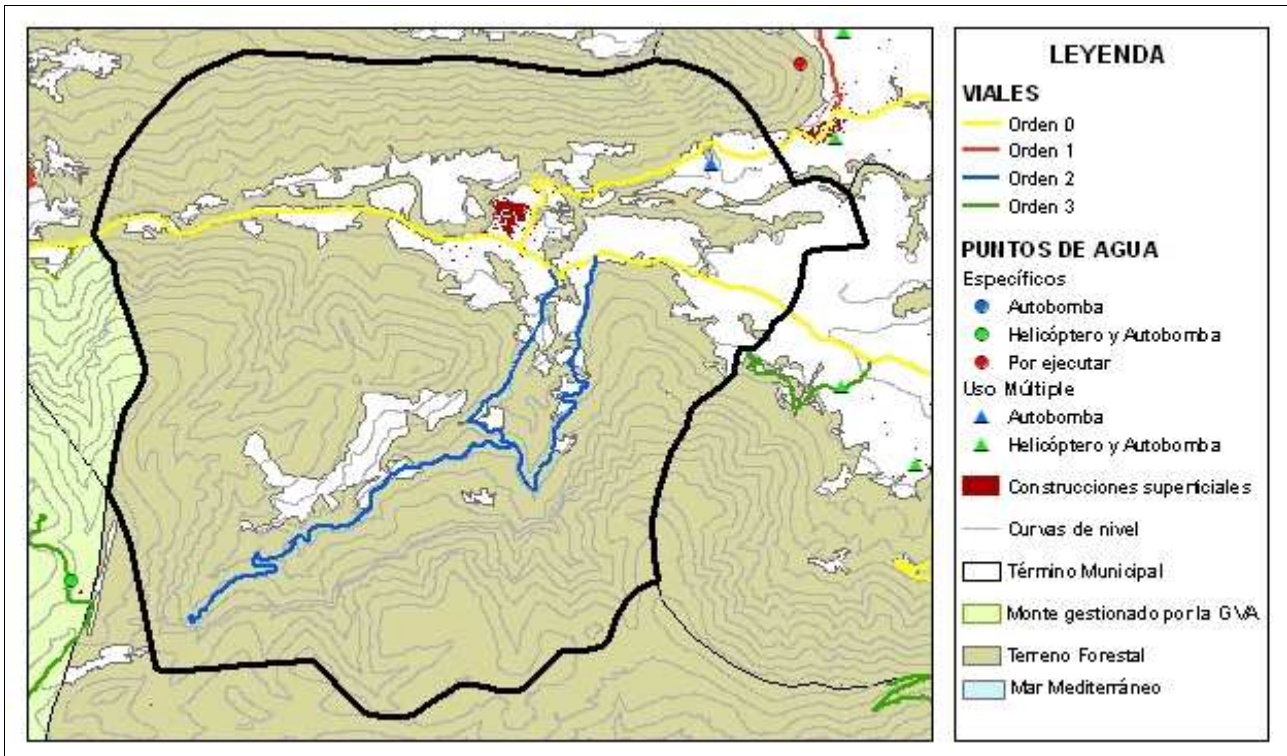 LEYENDA
VIALES
Orden 0
Orden 1
Orden 2
Orden 3
PUNTOS DE AGUA
Específicos
Autobomba
Helicóptero y Autobomba
Por ejecutar
Uso Múltiple
Autobomba
Helicóptero y Autobomba
Construcciones superficiales
Curvas de nivel
Término Municipal
Monte gestionado por la GVA
Terreno Forestal
Mar Mediterráneo